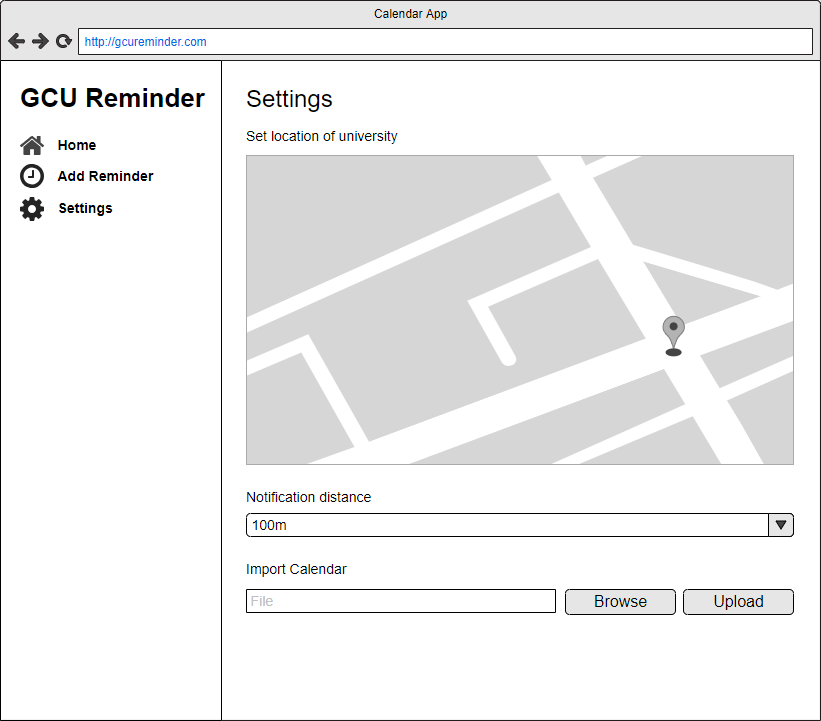 Calendar App
http://gcureminder.com
GCU Reminder
Home
Add Reminder
Settings
Settings
Set location of university
Notification distance
100m
Import Calendar
File
Browse
Upload